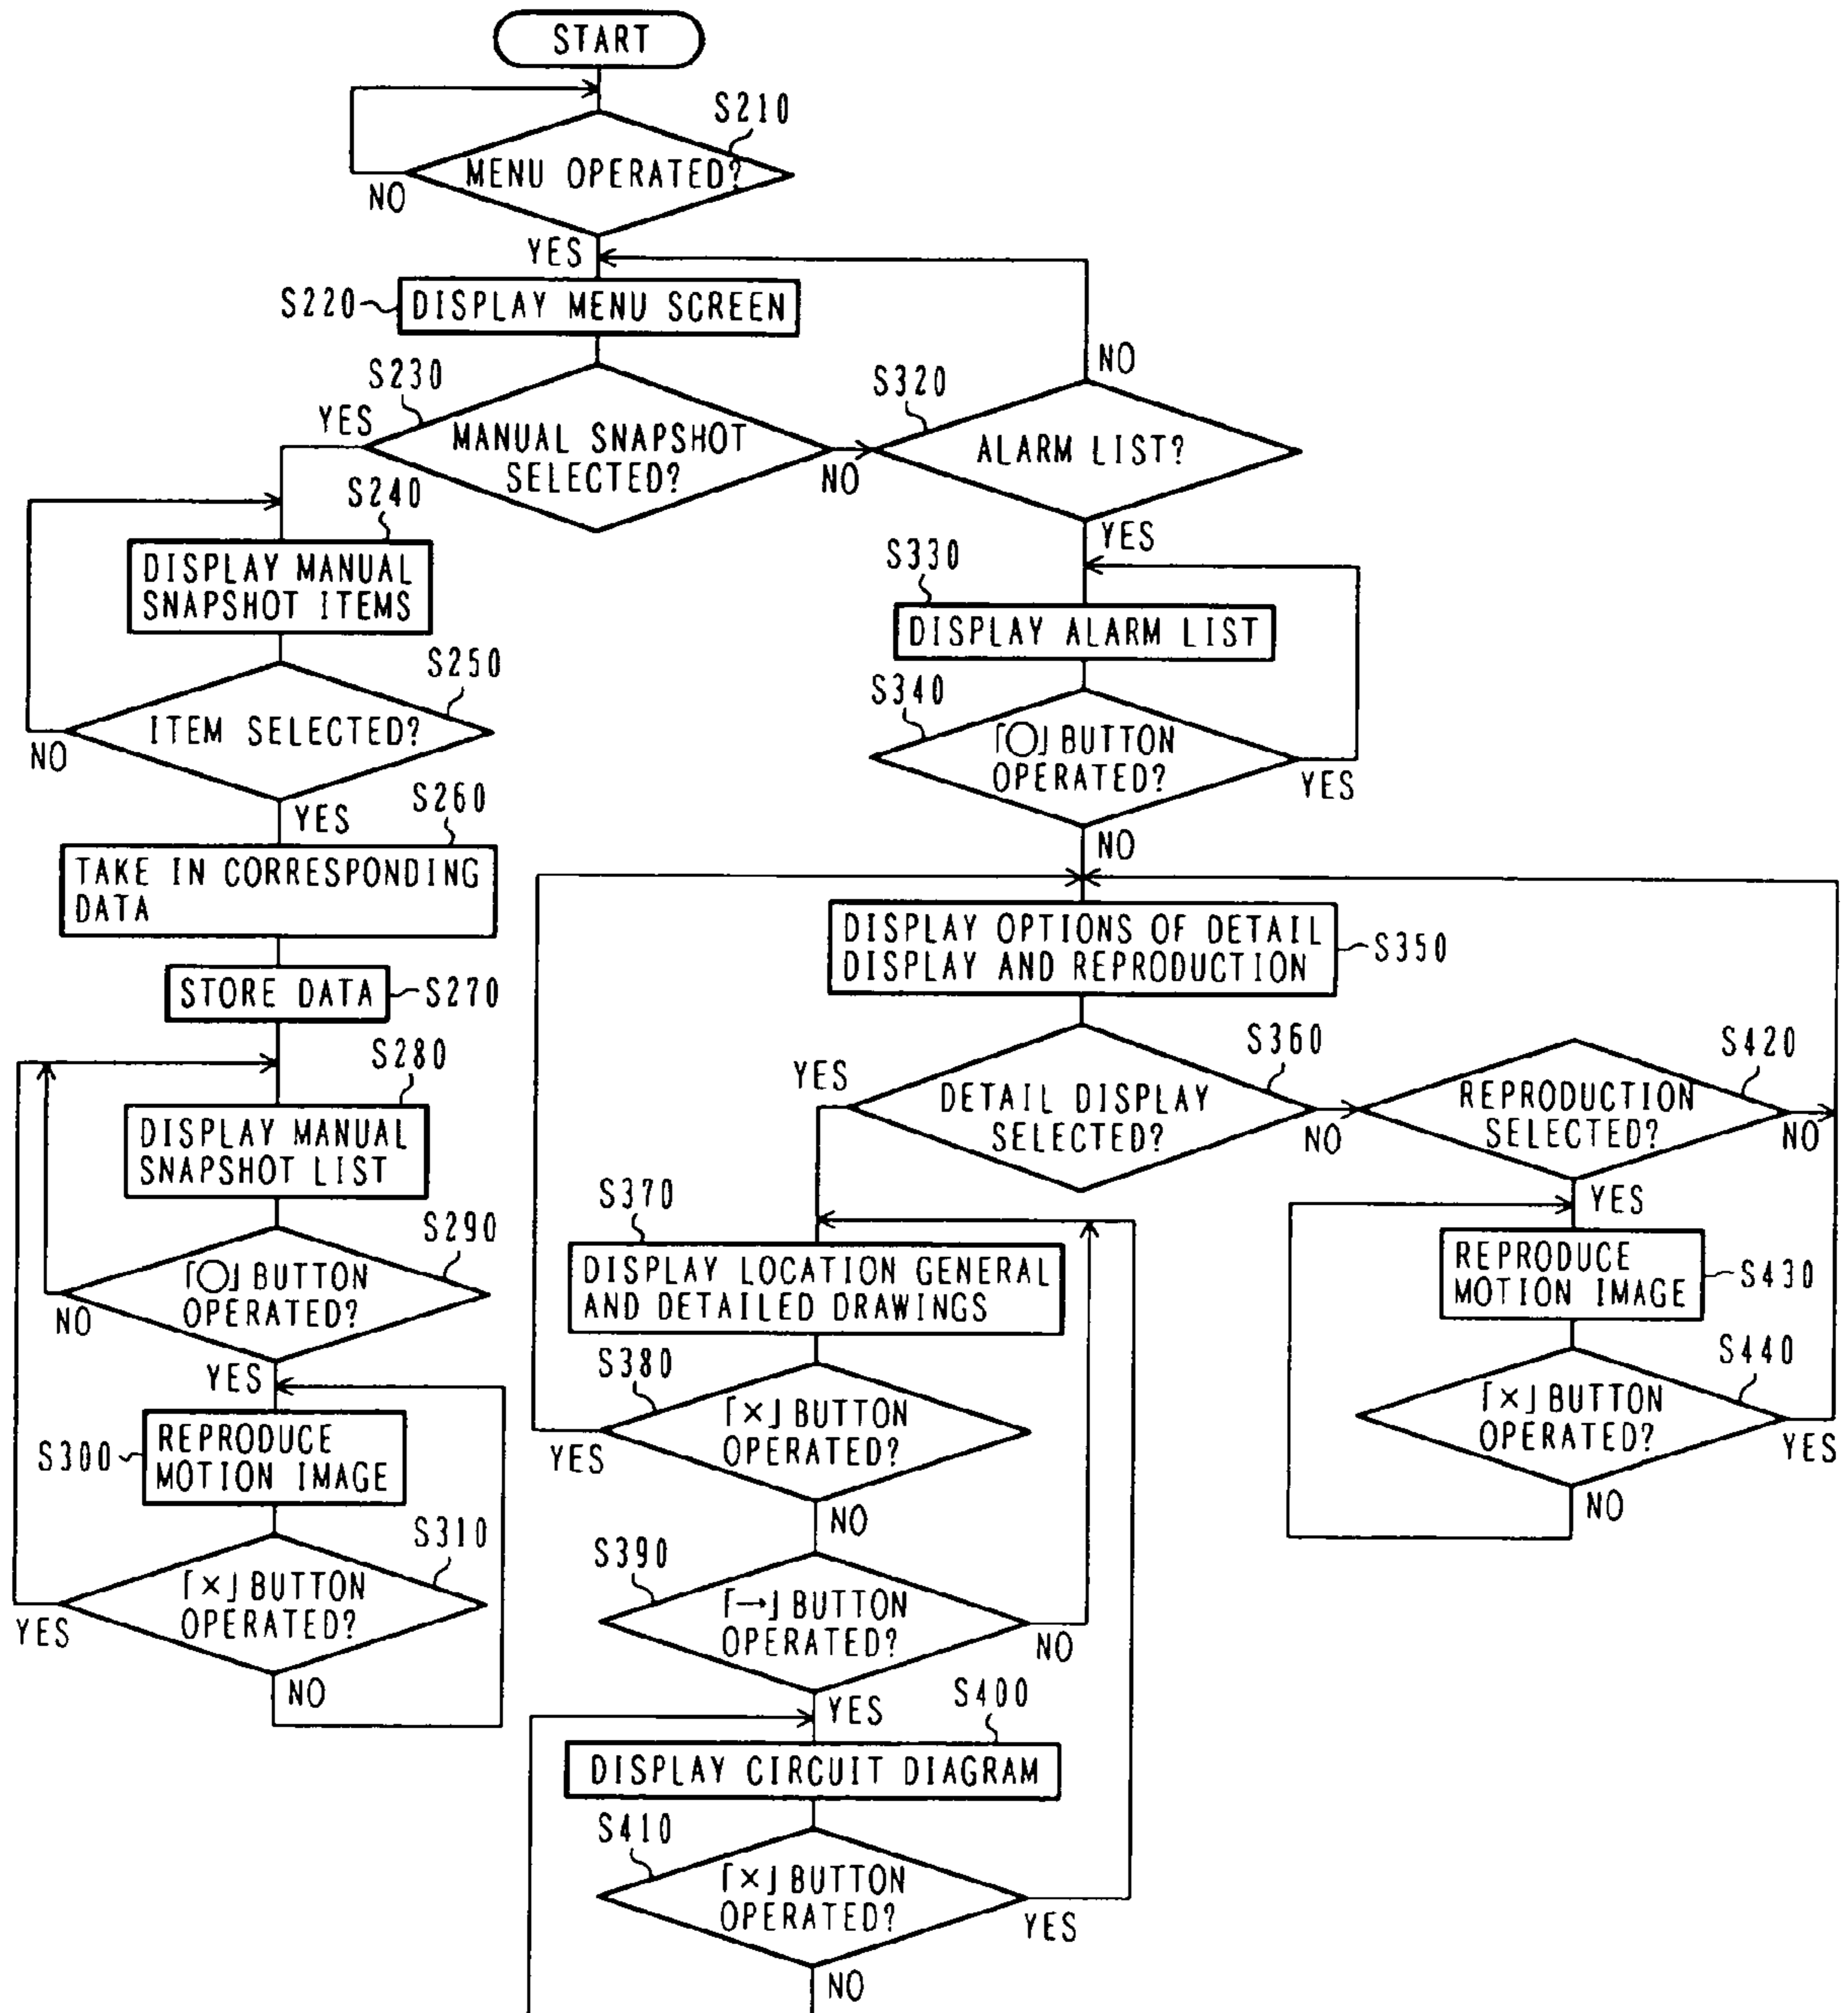 START
S210
MENU OPERATED?
NO
YES
S220
DISPLAY MENU SCREEN
S230
YES
MANUAL SNAPSHOT
SELECTED?
NO
S320
NO
ALARM LIST?
YES
S240
DISPLAY MANUAL
SNAPSHOT ITEMS
S250
ITEM SELECTED?
NO
YES
S260
TAKE IN CORRESPONDING
DATA
STORE DATA
S270
S280
DISPLAY MANUAL
SNAPSHOT LIST
S290
「○」BUTTON
OPERATED?
NO
YES
S300
REPRODUCE
MOTION IMAGE
S310
「×」BUTTON
OPERATED?
YES
NO
S330
DISPLAY ALARM LIST
S340
「○」BUTTON
OPERATED?
YES
NO
DISPLAY OPTIONS OF DETAIL
DISPLAY AND REPRODUCTION
S350
S360
YES
DETAIL DISPLAY
SELECTED?
NO
S370
DISPLAY LOCATION GENERAL
AND DETAILED DRAWINGS
S380
「×」BUTTON
OPERATED?
YES
NO
S390
「→」BUTTON
OPERATED?
NO
YES
S400
DISPLAY CIRCUIT DIAGRAM
S410
「×」BUTTON
OPERATED?
YES
NO
S420
REPRODUCTION
SELECTED?
NO
YES
REPRODUCE
MOTION IMAGE
S430
S440
「×」BUTTON
OPERATED?
YES
NO